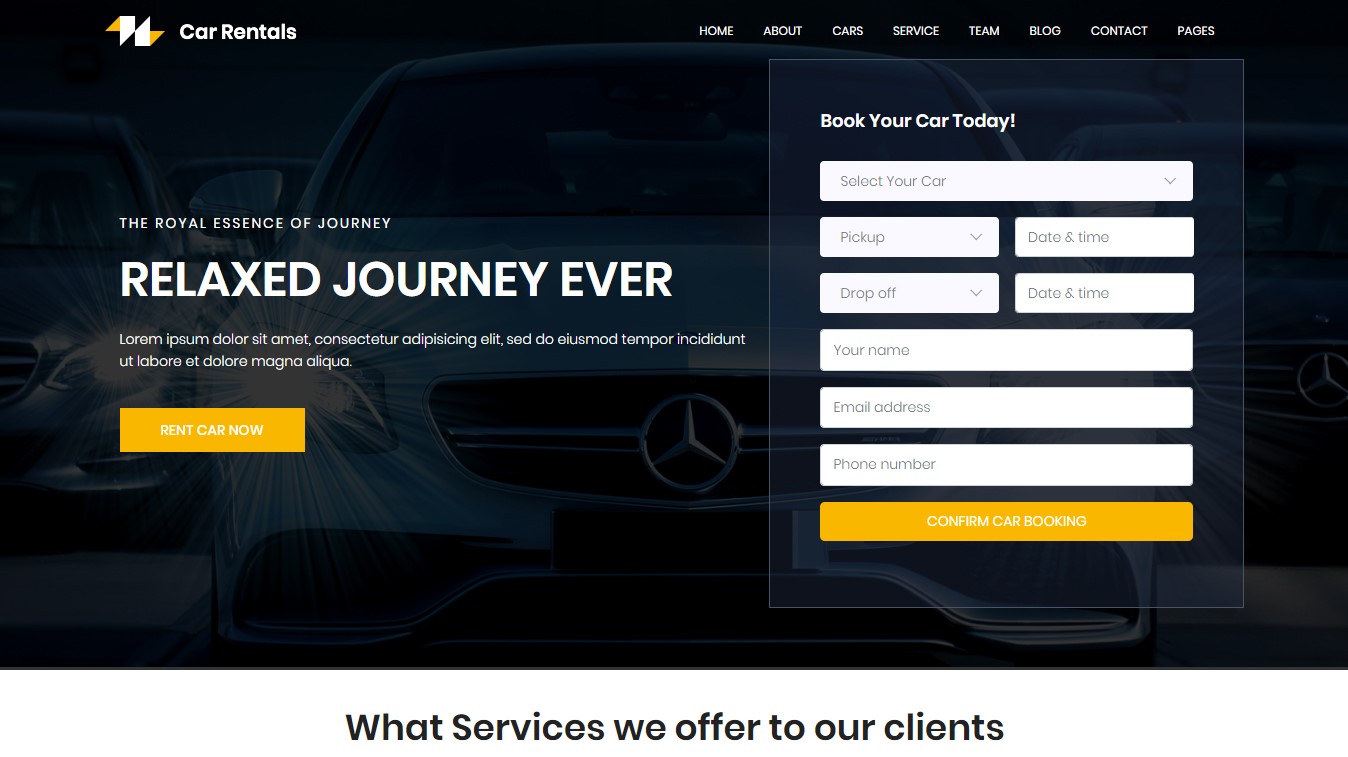 Car Rentals
HOME ABOUT CARS SERVICE TEAM BLOG CONTACT PAGES
THE ROYAL ESSENCE OF JOURNEY
RELAXED JOURNEY EVER
Lorem ipsum dolor sit amet, consectetur adipisicing elit, sed do eiusmod tempor incididunt
ut labore et dolore magna aliqua.
RENT CAR NOW
Book Your Car Today!
Select Your Car
Pickup Date & time
Drop off Date & time
Your name
Email address
Phone number
CONFIRM CAR BOOKING
What Services we offer to our clients